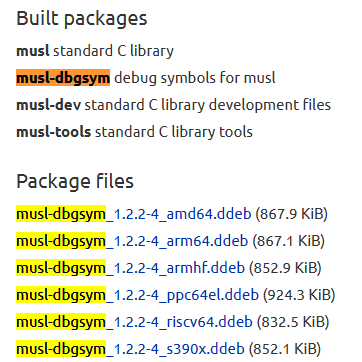 Built packages
musl standard C library
musl-dbgsym debug symbols for musl
musl-dev standard C library development files
musl-tools standard C library tools
Package files
musl-dbgsym_1.2.2-4_amd64.ddeb (867.9 KiB)
musl-dbgsym_1.2.2-4_arm64.ddeb (867.1 KiB)
musl-dbgsym_1.2.2-4_armhf.ddeb (852.9 KiB)
musl-dbgsym_1.2.2-4_ppc64el.ddeb (924.3 KiB)
musl-dbgsym_1.2.2-4_riscv64.ddeb (832.5 KiB)
musl-dbgsym_1.2.2-4_s390x.ddeb (852.1 KiB)